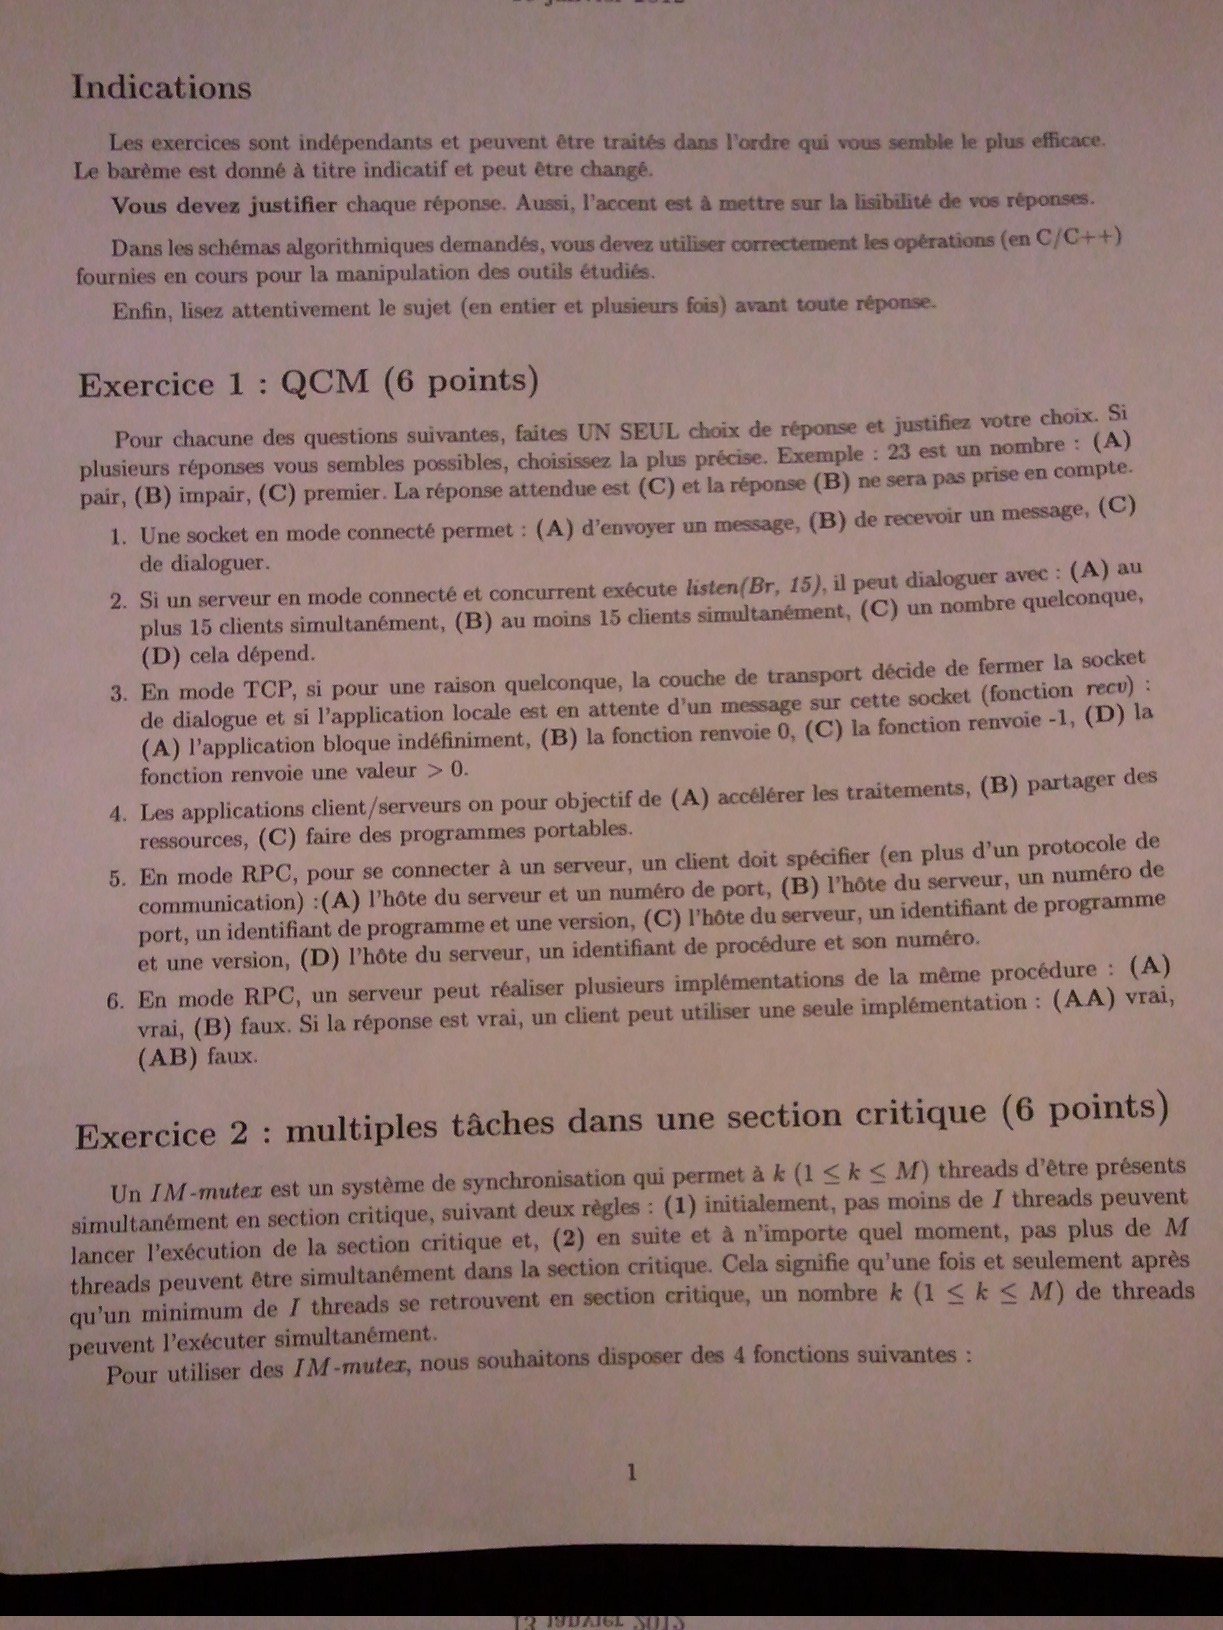 Indications
Les exercices sont indépendants et peuvent être traités dans l'ordre qui vous semble le plus efficace.
Le barème est donné à titre indicatif et peut être changé.
Vous devez justifier chaque réponse. Aussi, l'accent est à mettre sur la lisibilité de vos réponses.
Dans les schémas algorithmiques demandés, vous devez utiliser correctement les opérations (en C/C++)
fournies en cours pour la manipulation des outils étudiés.
Enfin, lisez attentivement le sujet (en entier et plusieurs fois) avant toute réponse.
Exercice 1 : QCM (6 points)
Pour chacune des questions suivantes, faites UN SEUL choix de réponse et justifiez votre choix. Si
plusieurs réponses vous sembles possibles, choisissez la plus précise. Exemple : 23 est un nombre : (A)
pair, (B) impair, (C) premier. La réponse attendue est (C) et la réponse (B) ne sera pas prise en compte.
1. Une socket en mode connecté permet : (A) d'envoyer un message, (B) de recevoir un message, (C)
de dialoguer.
2. Si un serveur en mode connecté et concurrent exécute listen(Br, 15), il peut dialoguer avec : (A) au
plus 15 clients simultanément, (B) au moins 15 clients simultanément, (C) un nombre quelconque,
(D) cela dépend.
3. En mode TCP, si pour une raison quelconque, la couche de transport décide de fermer la socket
de dialogue et si l'application locale est en attente d'un message sur cette socket (fonction recv) :
(A) l'application bloque indéfiniment, (B) la fonction renvoie 0, (C) la fonction renvoie -1, (D) la
fonction renvoie une valeur > 0.
4. Les applications client/serveurs on pour objectif de (A) accélérer les traitements, (B) partager des
ressources, (C) faire des programmes portables.
5. En mode RPC, pour se connecter à un serveur, un client doit spécifier (en plus d'un protocole de
communication) :(A) l'hôte du serveur et un numéro de port, (B) l'hôte du serveur, un numéro de
port, un identifiant de programme et une version, (C) l'hôte du serveur, un identifiant de programme
et une version, (D) l'hôte du serveur, un identifiant de procédure et son numéro.
6. En mode RPC, un serveur peut réaliser plusieurs implémentations de la même procédure : (A)
vrai, (B) faux. Si la réponse est vrai, un client peut utiliser une seule implémentation : (AA) vrai,
(AB) faux.
Exercice 2 : multiples tâches dans une section critique (6 points)
Un IM-mutex est un système de synchronisation qui permet à k (1 ≤ k ≤ M) threads d'être présents
simultanément en section critique, suivant deux règles : (1) initialement, pas moins de I threads peuvent
lancer l'exécution de la section critique et, (2) en suite et à n'importe quel moment, pas plus de M
threads peuvent être simultanément dans la section critique. Cela signifie qu'une fois et seulement après
qu'un minimum de I threads se retrouvent en section critique, un nombre k (1 ≤ k ≤ M) de threads
peuvent l'exécuter simultanément.
Pour utiliser des IM-mutex, nous souhaitons disposer des 4 fonctions suivantes :
1